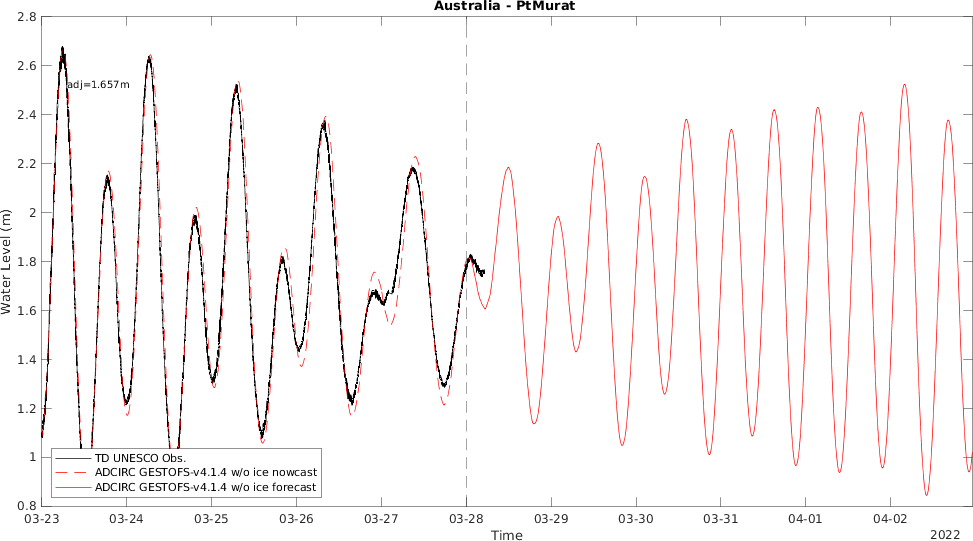 Australia - PtMurat
2.8
2.6
2.4
2.2
2
1.8
1.6
1.4
1.2
1
0.8
Water Level (m)
adj=1.657m
TD UNESCO Obs.
ADCIRC GESTOFS-v4.1.4 w/o ice nowcast
ADCIRC GESTOFS-v4.1.4 w/o ice forecast
03-23 03-24 03-25 03-26 03-27 03-28 03-29 03-30 03-31 04-01 04-02
Time
2022